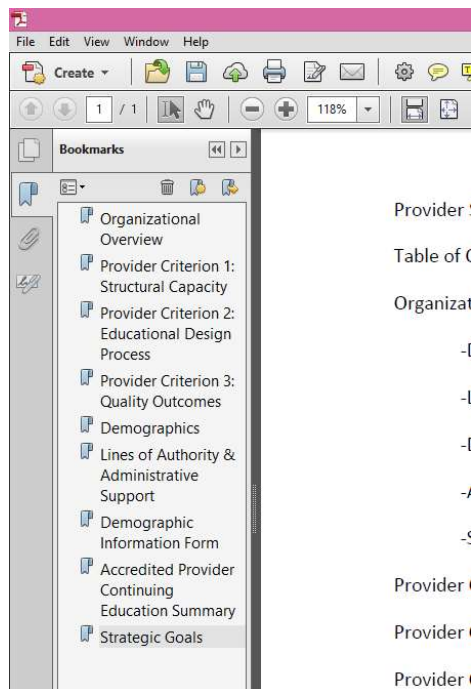 File Edit View Window Help
Create
1 / 1
118%
Bookmarks
Organizational
Overview
Provider Criterion 1:
Structural Capacity
Provider Criterion 2:
Educational Design
Process
Provider Criterion 3:
Quality Outcomes
Demographics
Lines of Authority &
Administrative
Support
Demographic
Information Form
Accredited Provider
Continuing
Education Summary
Strategic Goals
Provider S
Table of C
Organizat
-D
-L
-D
-A
-S
Provider C
Provider C
Provider C